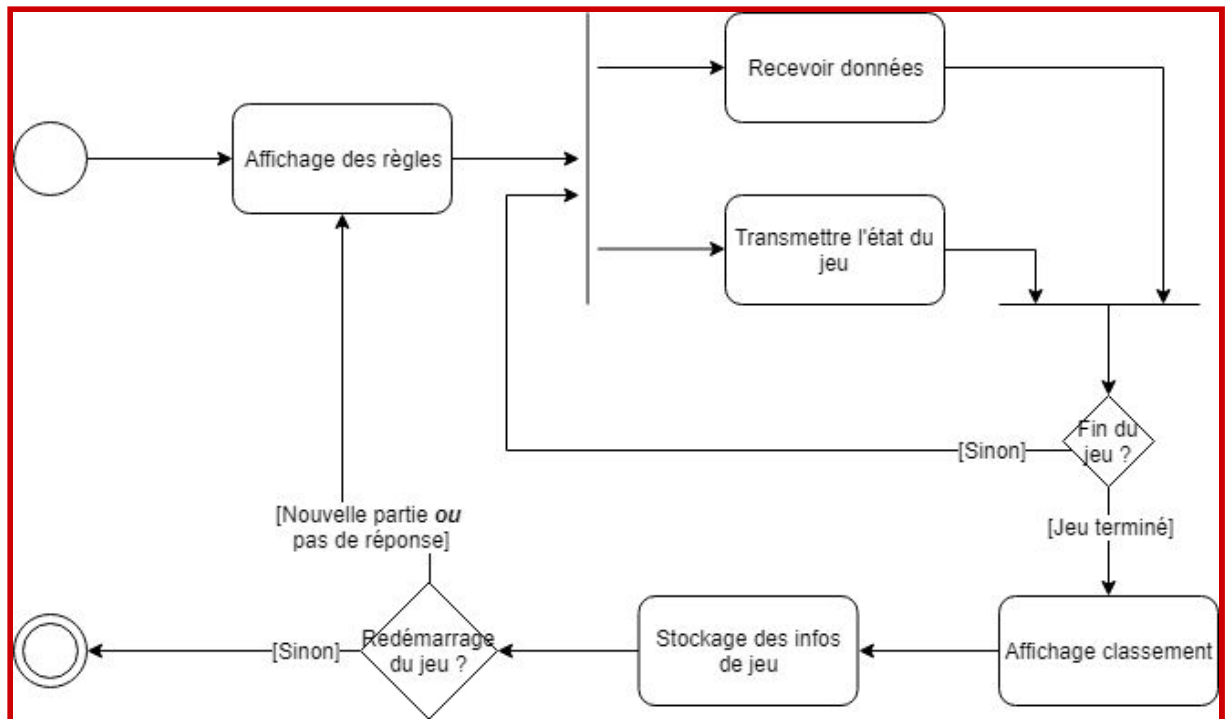 Recevoir données
Affichage des règles
Transmettre l'état du
jeu
Fin du
jeu ?
[Sinon]
[Nouvelle partie ou
pas de réponse]
[Jeu terminé]
Redémarrage
du jeu ?
[Sinon]
Stockage des infos
de jeu
Affichage classement